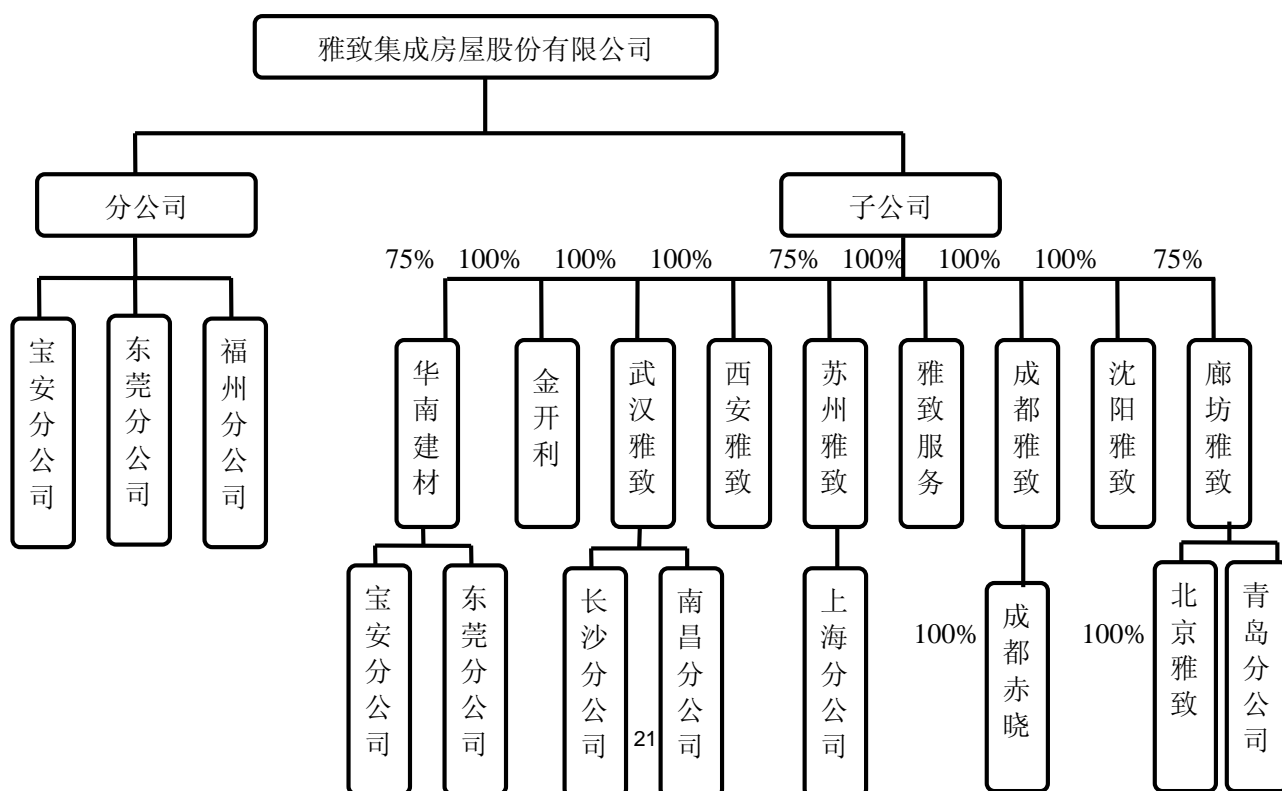 雅致集成房屋股份有限公司
分公司
子公司
75%
100%
100%
100%
75%
100%
100%
100%
75%
宝安分公司
东莞分公司
福州分公司
华南建材
金开利
武汉雅致
西安雅致
苏州雅致
雅致服务
成都雅致
沈阳雅致
廊坊雅致
宝安分公司
东莞分公司
长沙分公司
南昌分公司
上海分公司
100%
成都赤晓
100%
北京雅致
青岛分公司
21